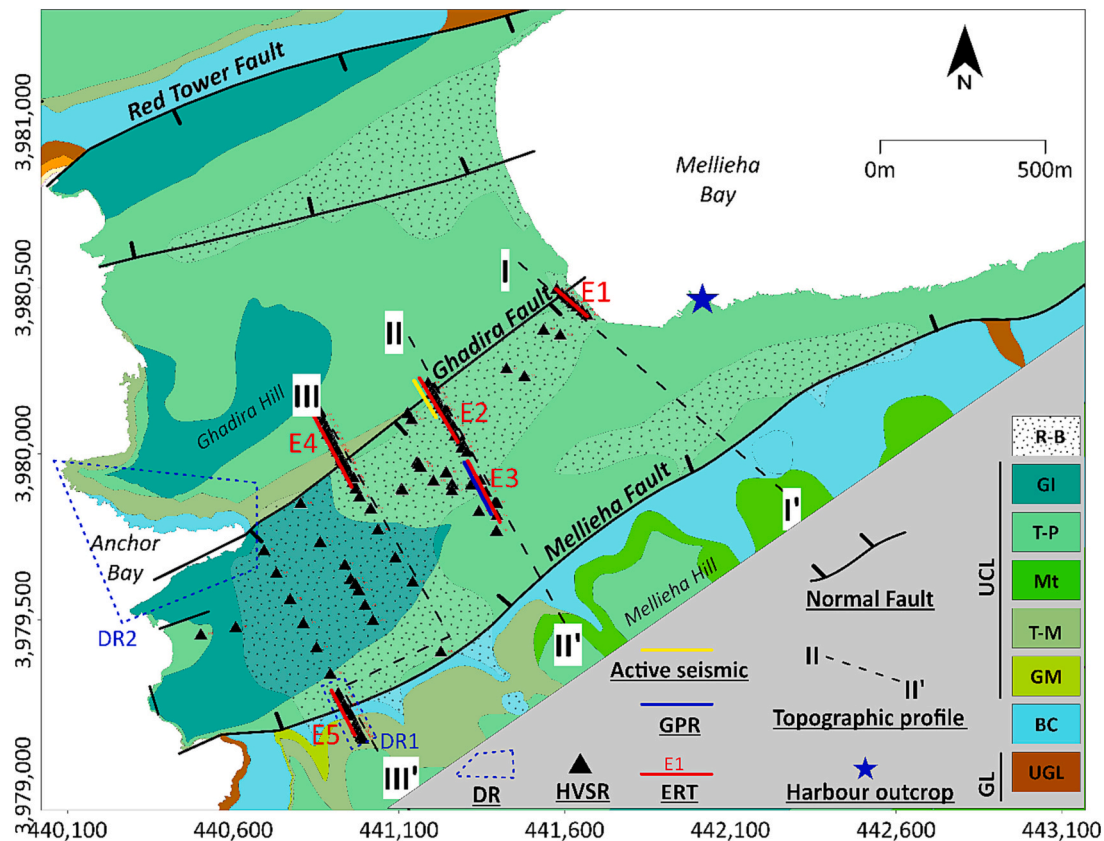 Red Tower Fault
N
0m
500m
Mellieha
Bay
3,981,000
3,980,500
3,980,000
3,979,500
3,979,000
I
E1
Ghadira Fault
II
III
Ghadira Hill
E2
E4
E3
Mellieha Fault
I'
Anchor
Bay
DR2
Mellieha Hill
II'
E5
DR1
III'
R-B
GI
T-P
Mt
T-M
GM
BC
UGL
UCL
GL
Normal Fault
Active seismic
II
II'
Topographic profile
GPR
E1
DR
HVSR
ERT
Harbour outcrop
440,100
440,600
441,100
441,600
442,100
442,600
443,100